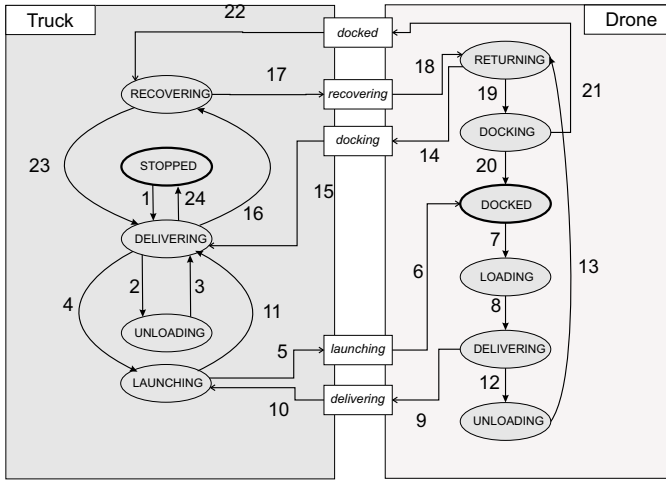 Truck
22
docked
Drone
17
recovering
18
RETURNING
RECOVERING
19
21
docking
14
DOCKING
23
STOPPED
15
20
1
24
16
DOCKED
DELIVERING
7
6
13
4
2
3
11
LOADING
8
UNLOADING
5
launching
DELIVERING
LAUNCHING
12
10
delivering
9
UNLOADING